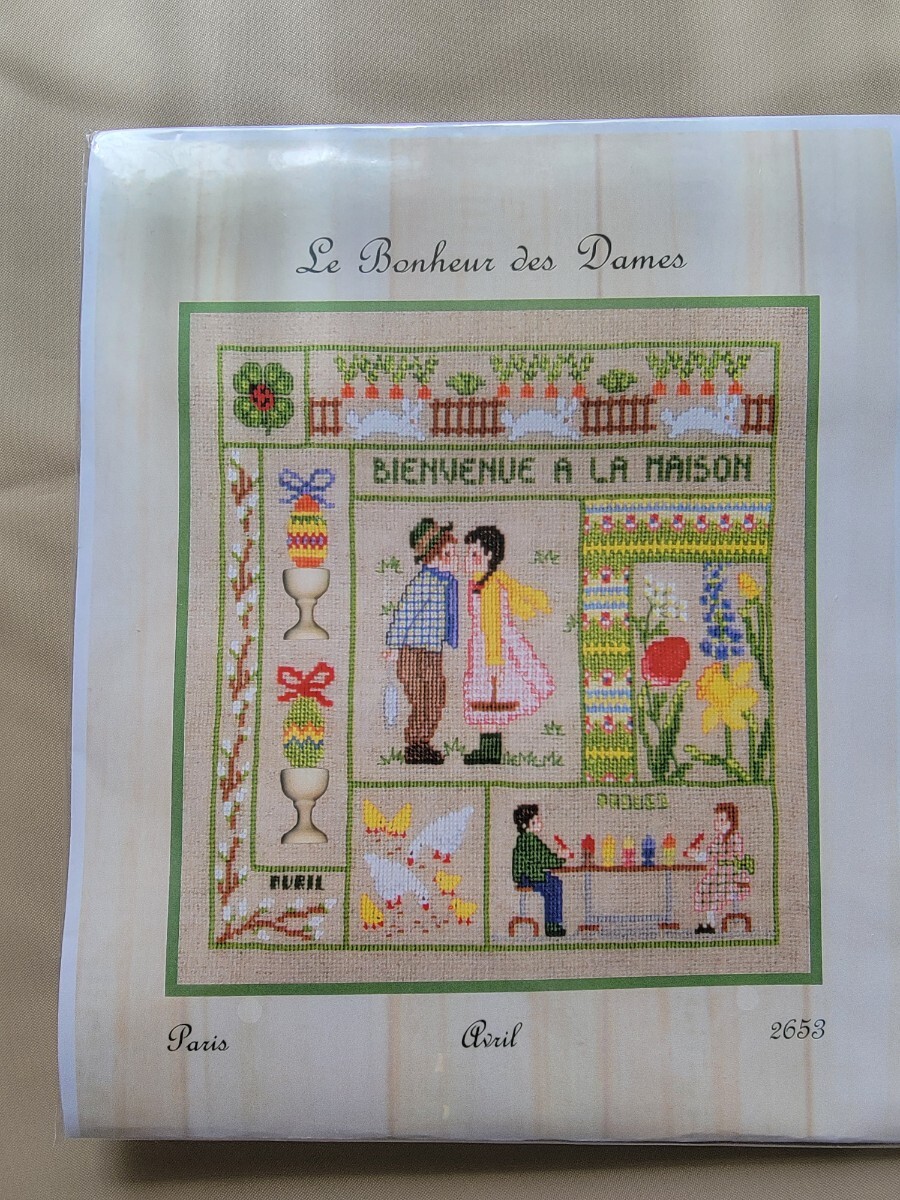 Le Bonheur des Dames
BIENVENUE A LA MAISON
AVRIL
Paris
Avril
2653